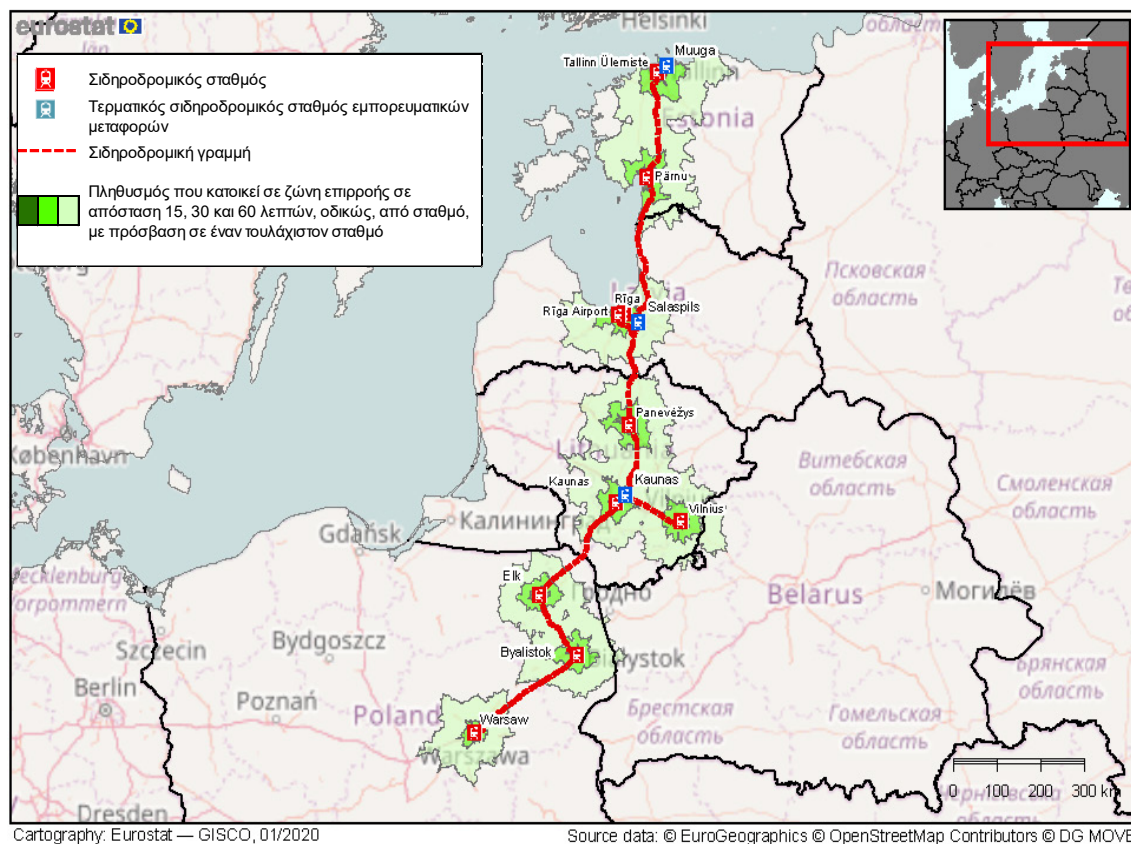 eurostat
Σιδηροδρομικός σταθμός
Τερματικός σιδηροδρομικός σταθμός εμπορευματικών
μεταφορών
Σιδηροδρομική γραμμή
Πληθυσμός που κατοικεί σε ζώνη επιρροής σε
απόσταση 15, 30 και 60 λεπτών, οδικώς, από σταθμό,
με πρόσβαση σε έναν τουλάχιστον σταθμό
Helsinki
Muuga
Tallinn Ülemiste
Estonia
Pärnu
Псковская
область
Rīga
Rīga Airport
Salaspils
Panevėžys
Lithuania
København
Витебская
область
Kaunas
Kaunas
Смоленская
область
Vilnius
Калининград
Gdańsk
Elk
Mecklenburg
Vorpommern
Belarus
Могилёв
Bydgoszcz
Szczecin
Byalistok
Брянская
область
Berlin
Poznań
Poland
Warsaw
Warszawa
Брестская
область
Гомельская
область
0 100 200 300 km
Dresden
Cartography: Eurostat — GISCO, 01/2020
Source data: © EuroGeographics © OpenStreetMap Contributors © DG MOVE